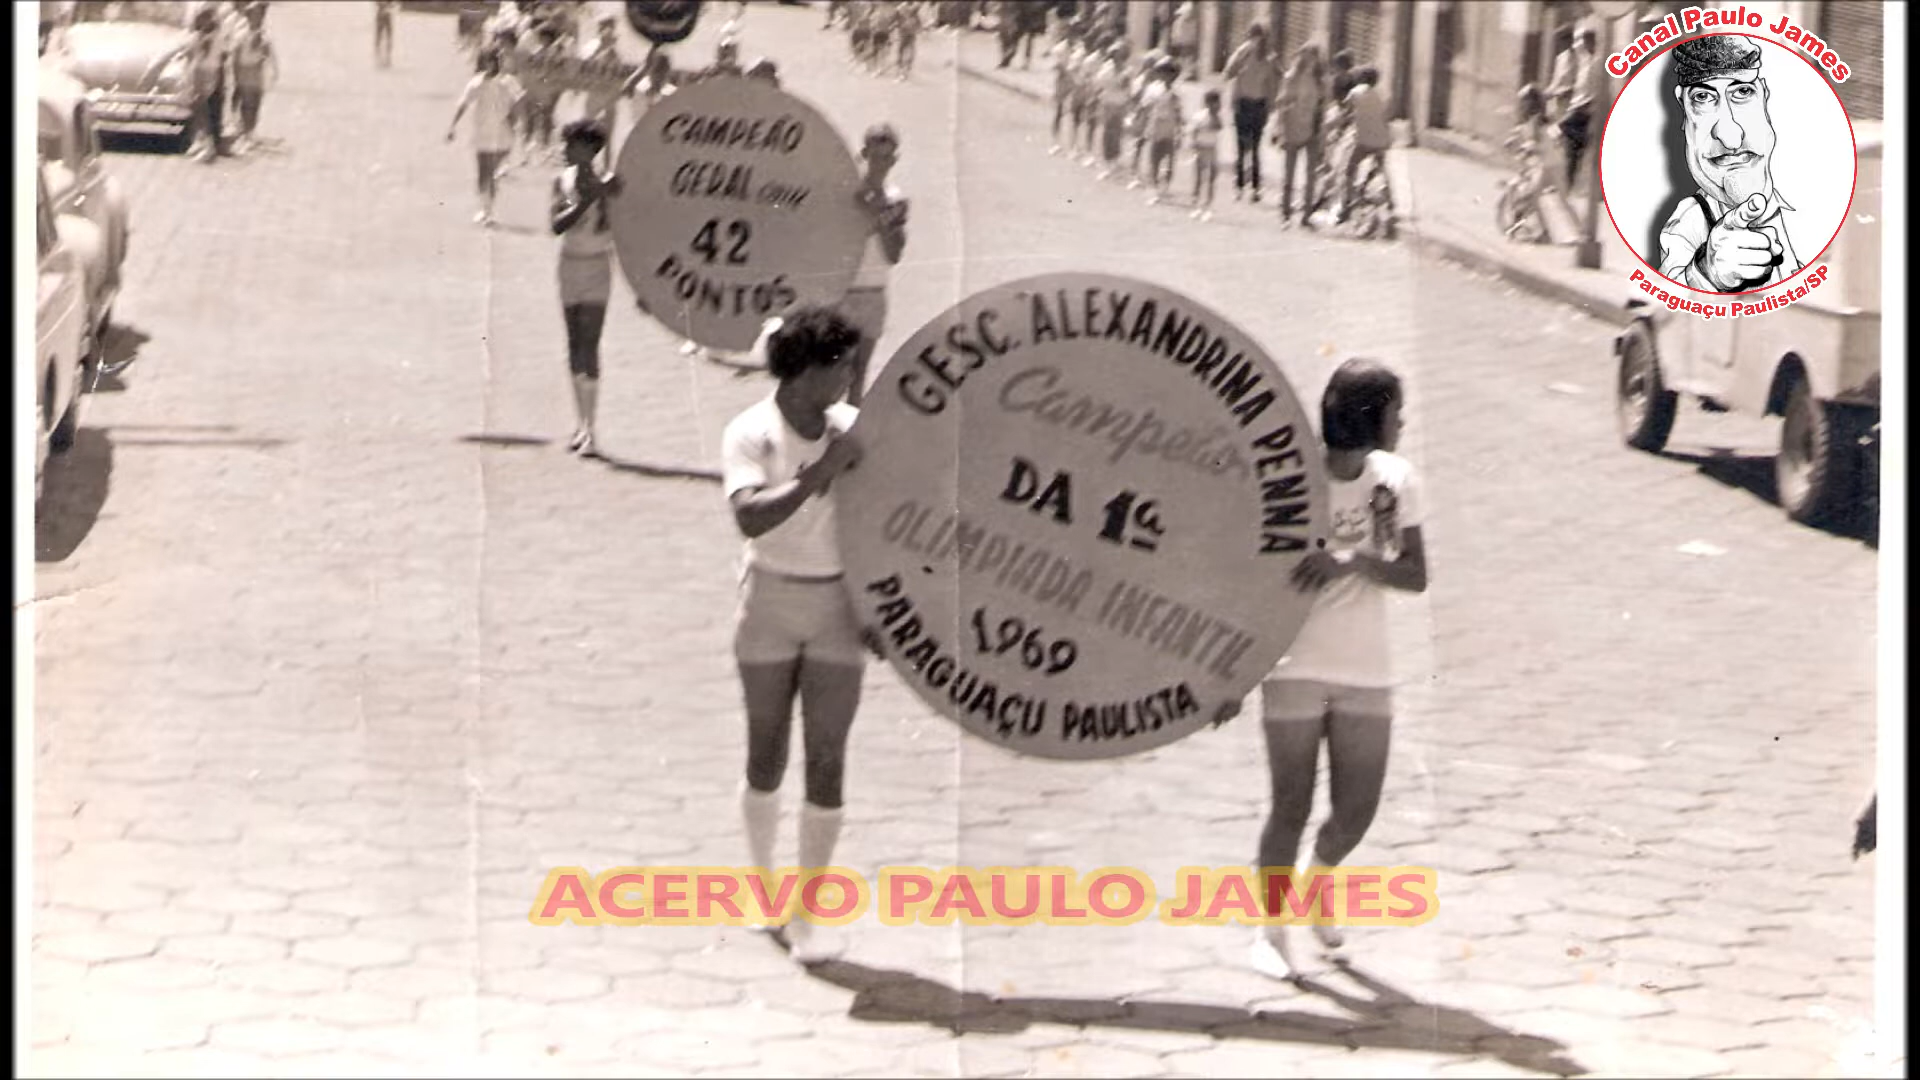 Canal Paulo James
Paraguaçu Paulista/SP
CAMPEÃO
GERAL COM
42
PONTOS
GESC. "ALEXANDRINA PENNA
Campeão
DA 1ª
OLIMPIADA INFANTIL
1969
PARAGUAÇU PAULISTA
ACERVO PAULO JAMES